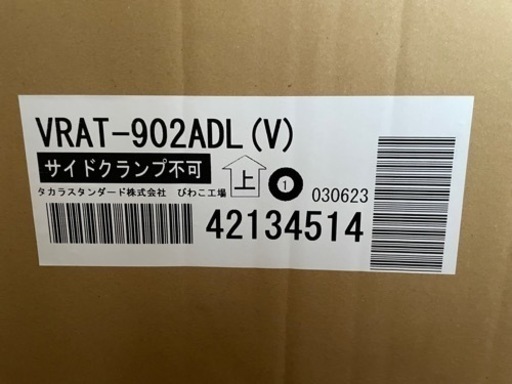 VRAT-902ADL(V)
サイドクランプ不可
上
1
030623
タカラスタンダード株式会社 びわこ工場
42134514